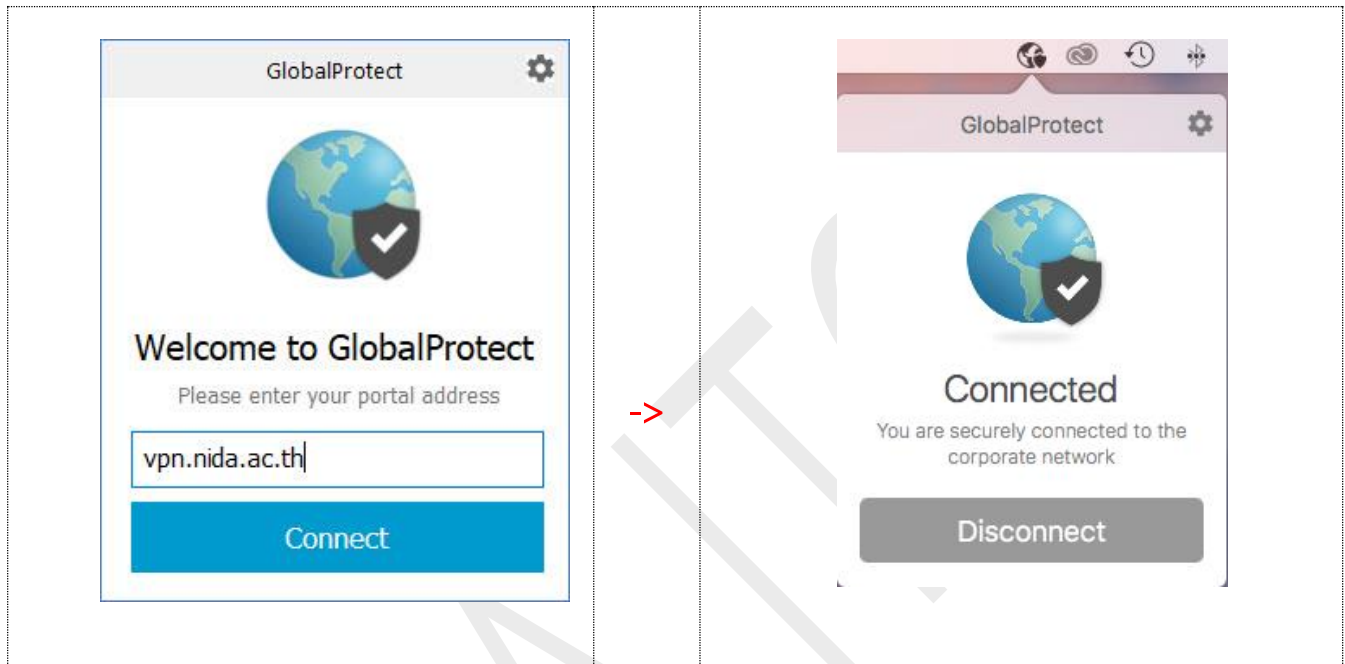 GlobalProtect
Welcome to GlobalProtect
Please enter your portal address
vpn.nida.ac.th
Connect
->
GlobalProtect
Connected
You are securely connected to the
corporate network
Disconnect